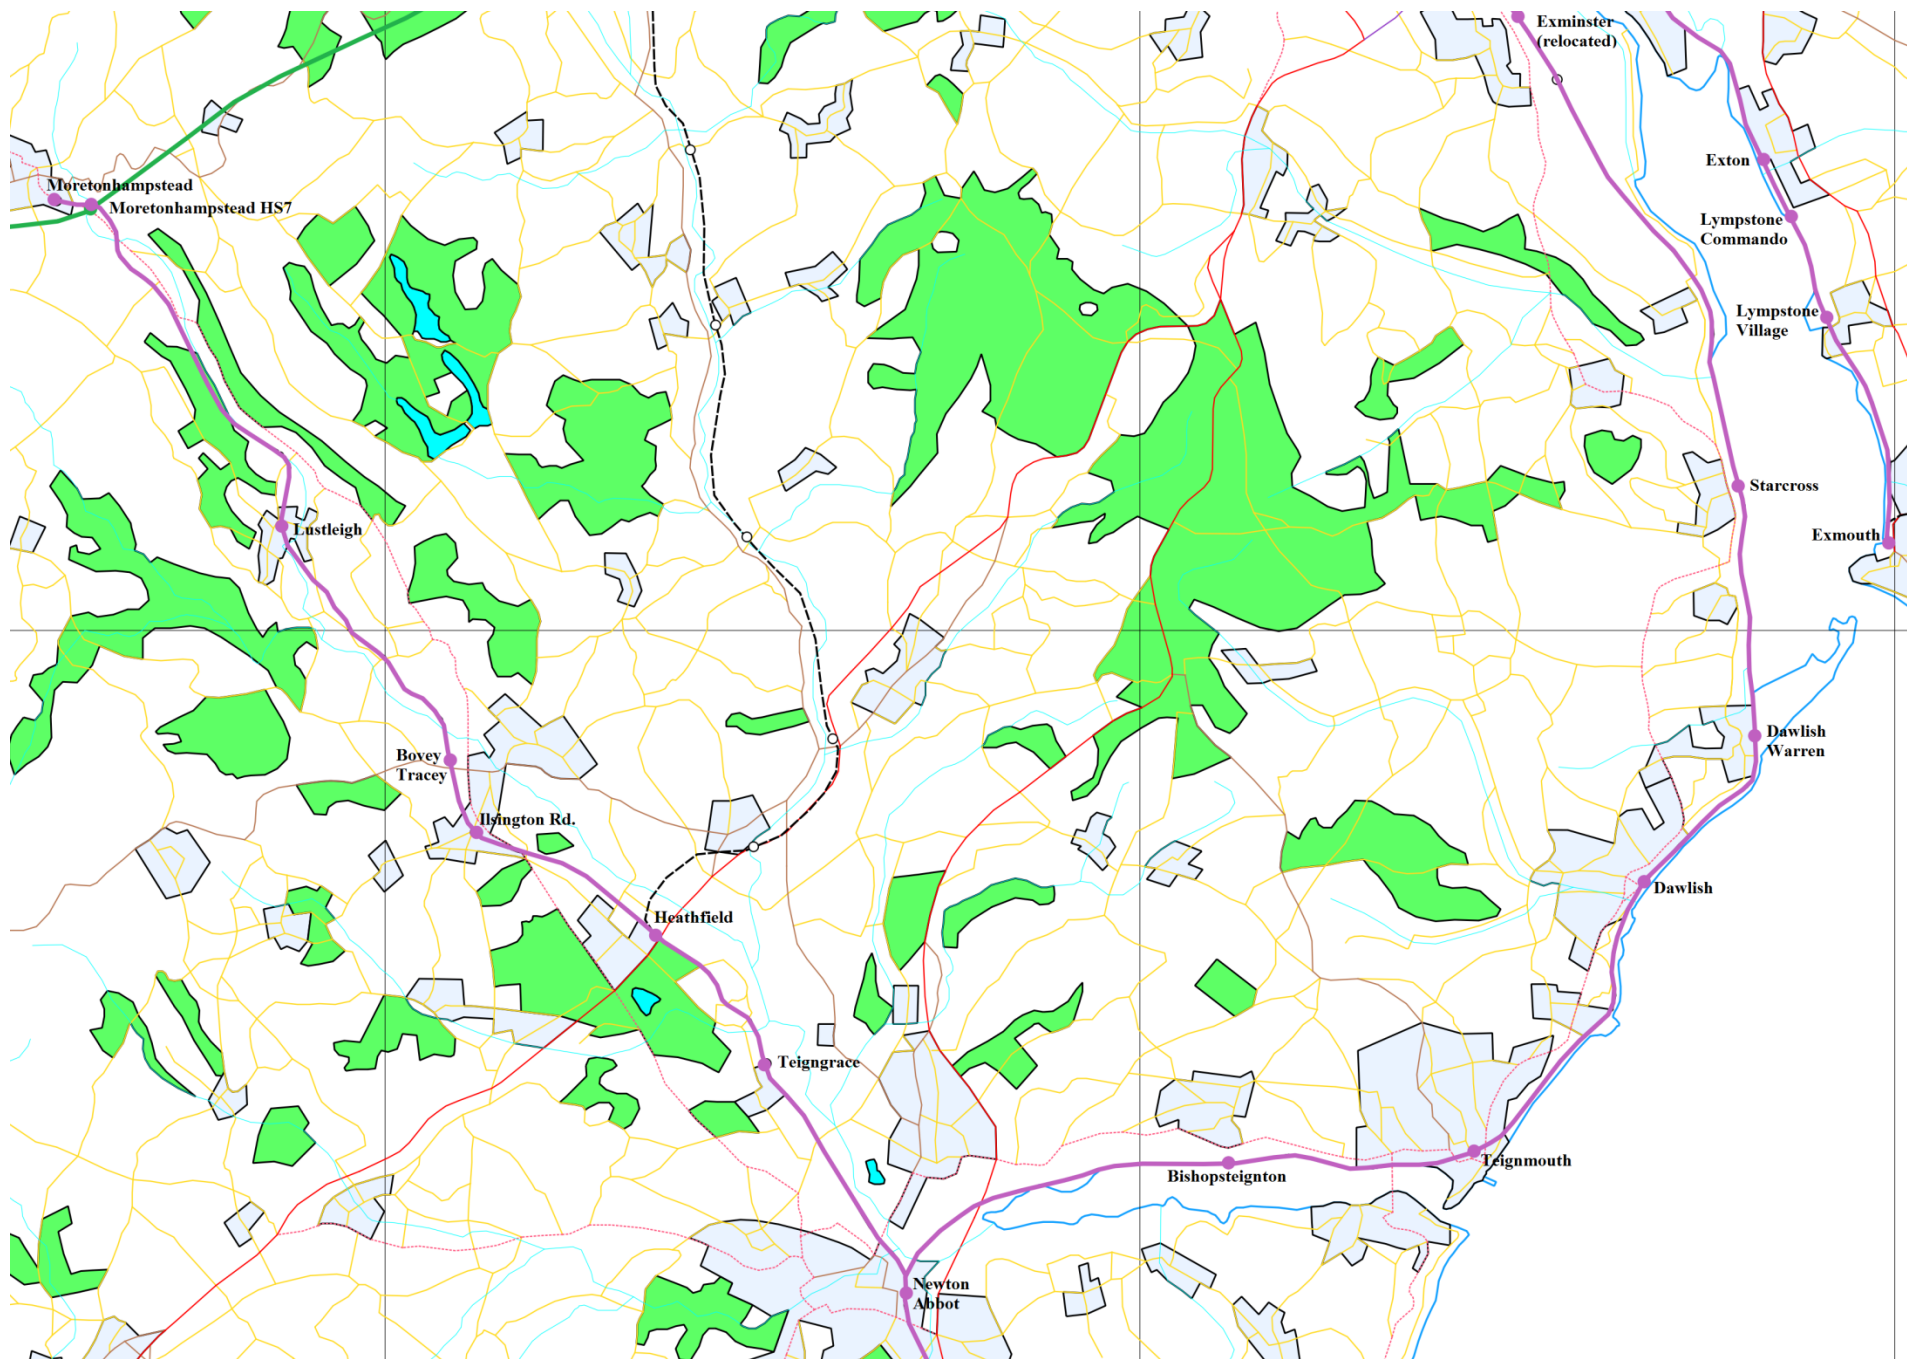 Exminster
(relocated)
Exton
Moretonhampstead
Moretonhampstead HS7
Lympstone
Commando
Lympstone
Village
Starcross
Lustleigh
Exmouth
Dawlish
Warren
Bovey
Tracey
Ilsington Rd.
Dawlish
Heathfield
Teigngrace
Teignmouth
Bishopsteignton
Newton
Abbot